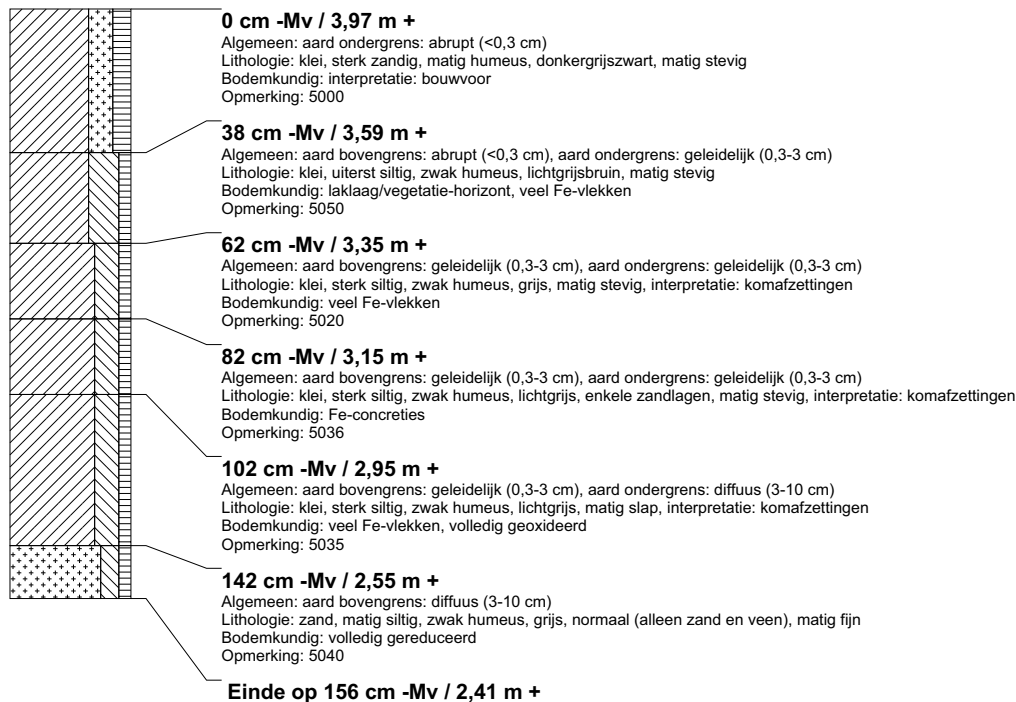 0 cm -Mv / 3,97 m +
Algemeen: aard ondergrens: abrupt (<0,3 cm)
Lithologie: klei, sterk zandig, matig humeus, donkergrijszwart, matig stevig
Bodemkundig: interpretatie: bouwvoor
Opmerking: 5000
38 cm -Mv / 3,59 m +
Algemeen: aard bovengrens: abrupt (<0,3 cm), aard ondergrens: geleidelijk (0,3-3 cm)
Lithologie: klei, uiterst siltig, zwak humeus, lichtgrijsbruin, matig stevig
Bodemkundig: laklaag/vegetatie-horizont, veel Fe-vlekken
Opmerking: 5050
62 cm -Mv / 3,35 m +
Algemeen: aard bovengrens: geleidelijk (0,3-3 cm), aard ondergrens: geleidelijk (0,3-3 cm)
Lithologie: klei, sterk siltig, zwak humeus, grijs, matig stevig, interpretatie: komafzettingen
Bodemkundig: veel Fe-vlekken
Opmerking: 5020
82 cm -Mv / 3,15 m +
Algemeen: aard bovengrens: geleidelijk (0,3-3 cm), aard ondergrens: geleidelijk (0,3-3 cm)
Lithologie: klei, sterk siltig, zwak humeus, lichtgrijs, enkele zandlagen, matig stevig, interpretatie: komafzettingen
Bodemkundig: Fe-concreties
Opmerking: 5036
102 cm -Mv / 2,95 m +
Algemeen: aard bovengrens: geleidelijk (0,3-3 cm), aard ondergrens: diffuus (3-10 cm)
Lithologie: klei, sterk siltig, zwak humeus, lichtgrijs, matig slap, interpretatie: komafzettingen
Bodemkundig: veel Fe-vlekken, volledig geoxideerd
Opmerking: 5035
142 cm -Mv / 2,55 m +
Algemeen: aard bovengrens: diffuus (3-10 cm)
Lithologie: zand, matig siltig, zwak humeus, grijs, normaal (alleen zand en veen), matig fijn
Bodemkundig: volledig gereduceerd
Opmerking: 5040
Einde op 156 cm -Mv / 2,41 m +